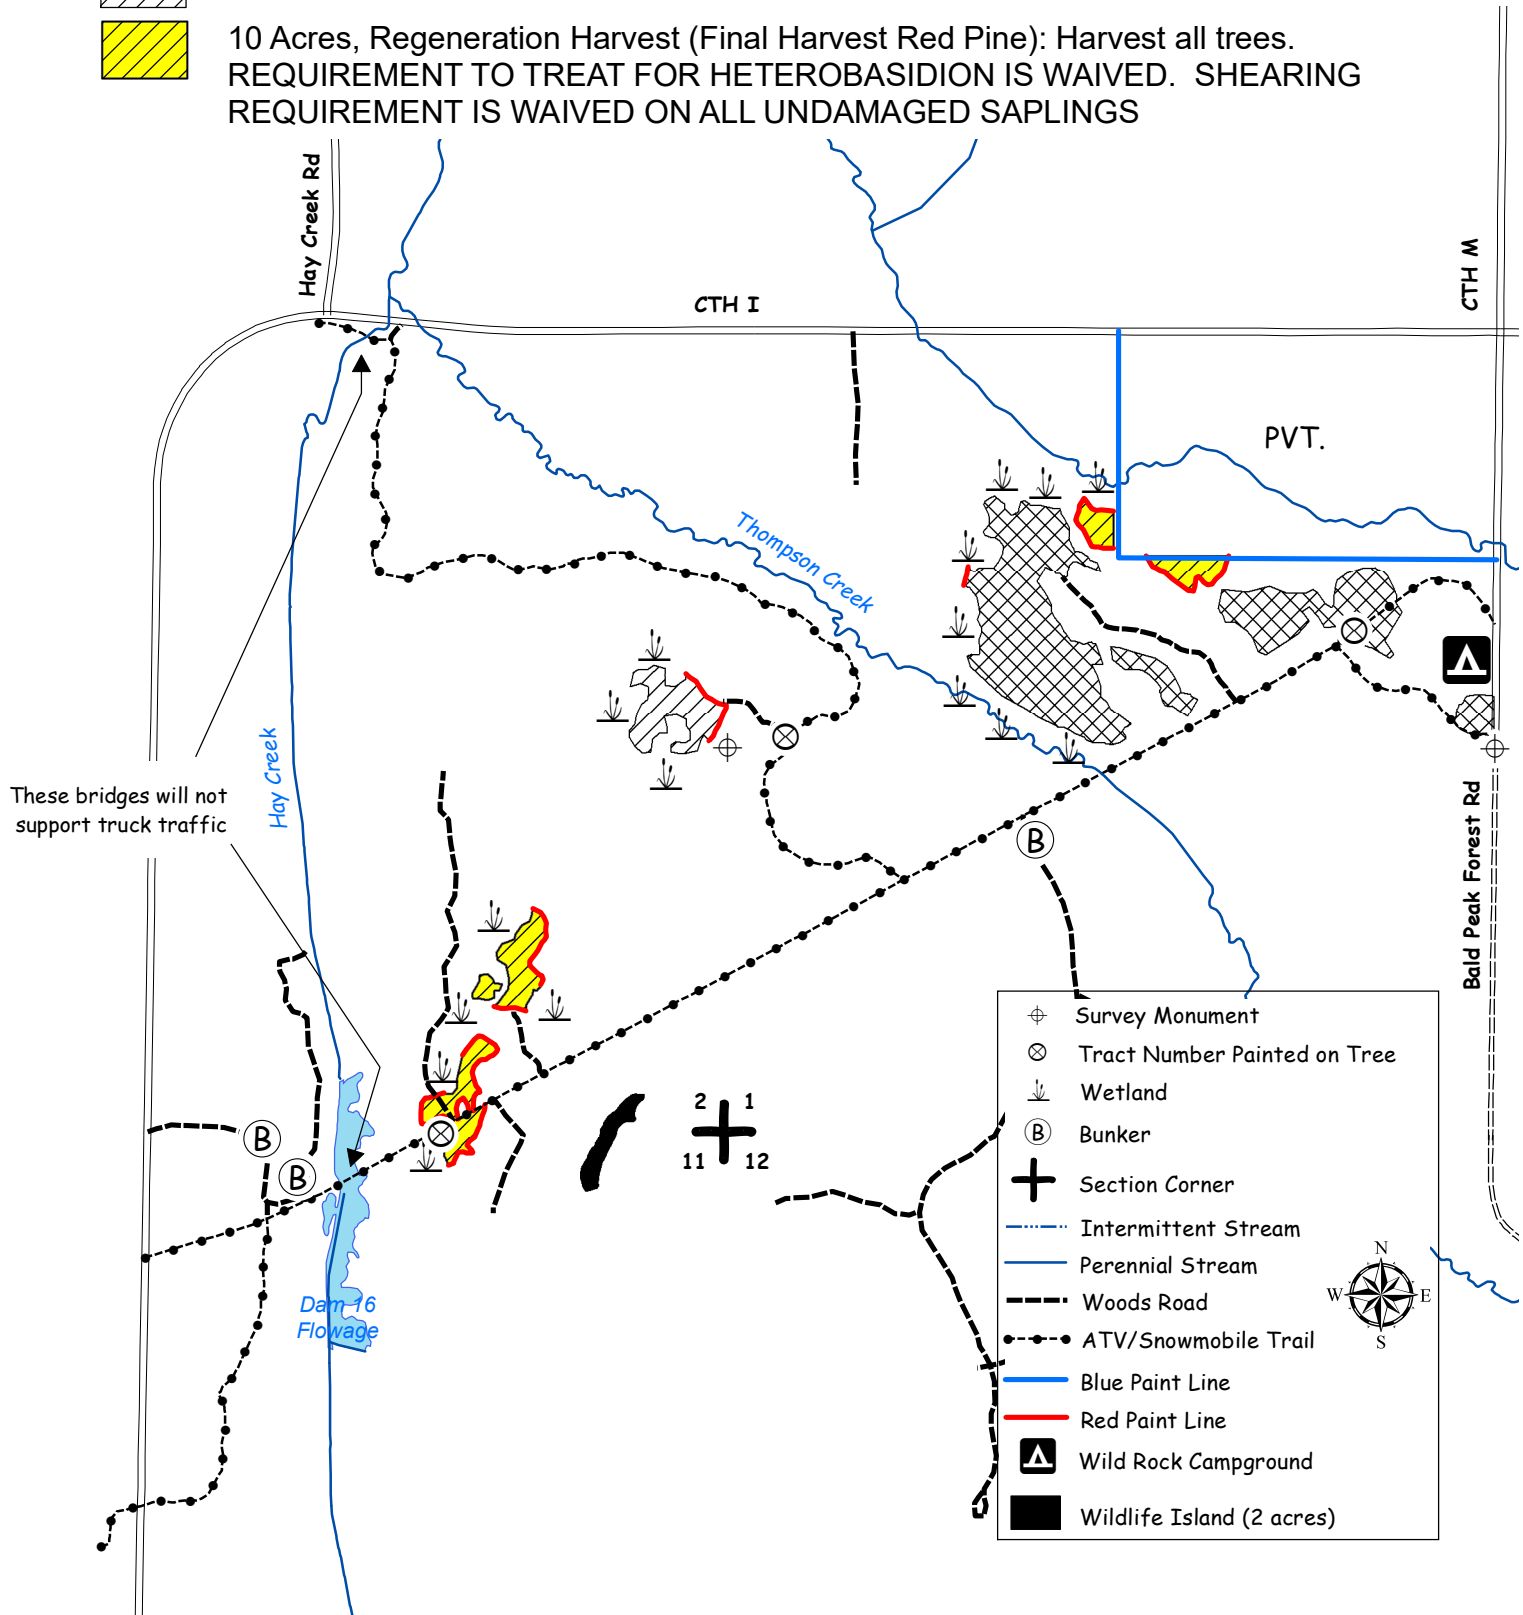 10 Acres, Regeneration Harvest (Final Harvest Red Pine): Harvest all trees.
REQUIREMENT TO TREAT FOR HETEROBASIDION IS WAIVED.  SHEARING
REQUIREMENT IS WAIVED ON ALL UNDAMAGED SAPLINGS
Hay Creek Rd
CTH I
CTH M
PVT.
Thompson Creek
Hay Creek
These bridges will not
support truck traffic
B
Bald Peak Forest Rd
B
B
2 1
11 12
Dam 16
Flowage
Survey Monument
Tract Number Painted on Tree
Wetland
B Bunker
Section Corner
Intermittent Stream
Perennial Stream
Woods Road
ATV/Snowmobile Trail
Blue Paint Line
Red Paint Line
Wild Rock Campground
Wildlife Island (2 acres)
N
W E
S